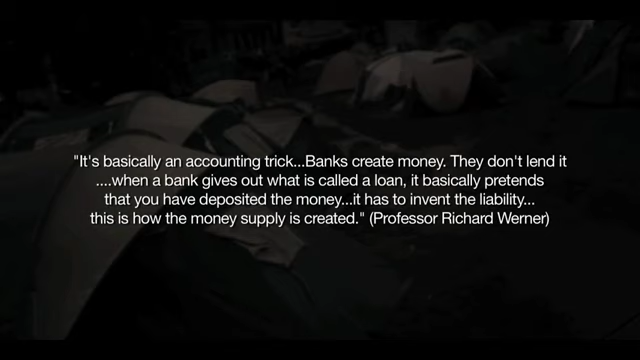 "It's basically an accounting trick...Banks create money. They don't lend it
....when a bank gives out what is called a loan, it basically pretends
that you have deposited the money...it has to invent the liability...
this is how the money supply is created." (Professor Richard Werner)